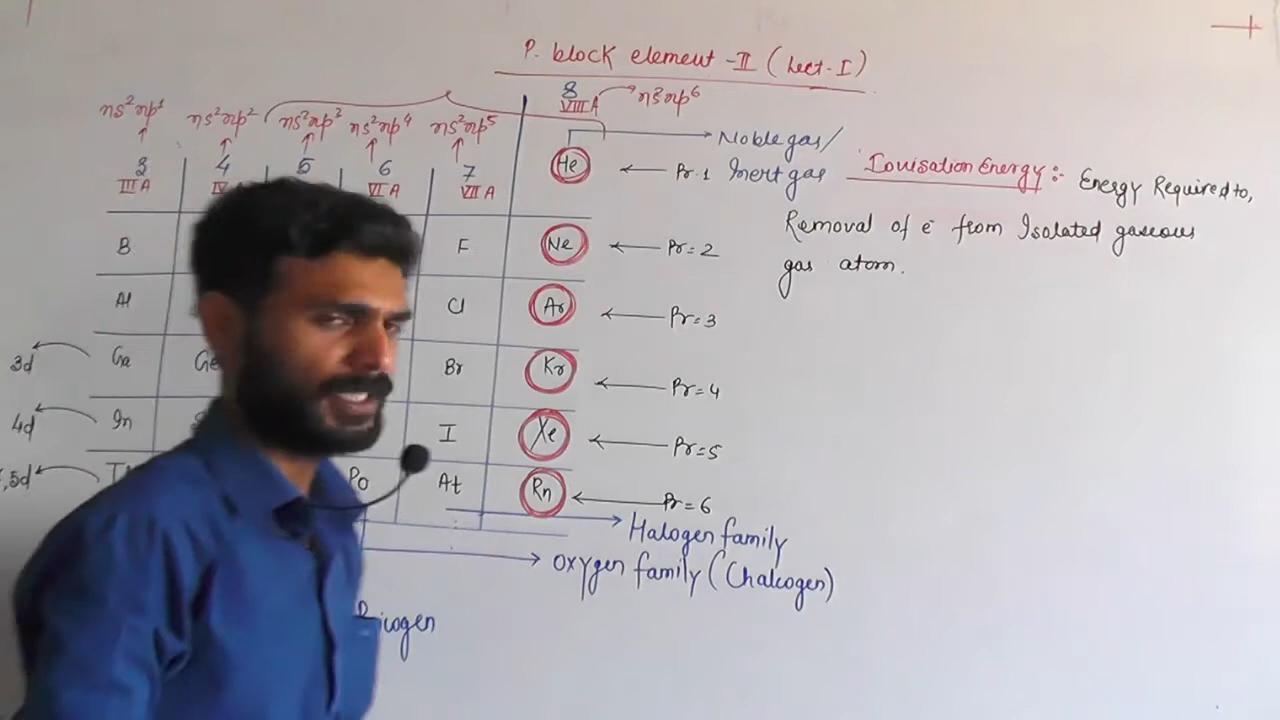 P. block element -II (Lect-I)
8
VIII A → ns²np⁶
ns²np¹ ns²np² ns²np³ ns²np⁴ ns²np⁵
3 4 5 6 7
III A IV VI A VII A
He ← Pr.1 Noble gas/
Inert gas
Ionisation Energy:- Energy Required to,
Removal of e⁻ from Isolated gaseous
gas atom.
B F Ne ← Pr=2
Al Cl Ar ← Pr=3
3d Ga Ge Br Kr ← Pr=4
4d In I Xe ← Pr=5
,5d Po At Rn ← Pr=6
→ Halogen family
→ Oxygen family (Chalcogen)
Picogen